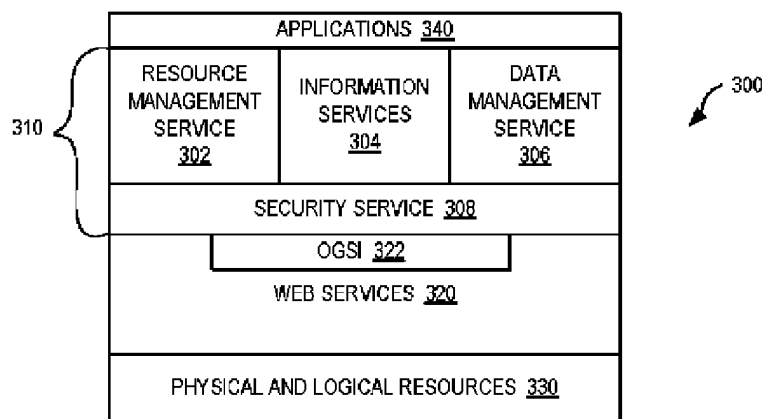 APPLICATIONS 340
RESOURCE
MANAGEMENT
SERVICE
302
INFORMATION
SERVICES
304
DATA
MANAGEMENT
SERVICE
306
300
310
SECURITY SERVICE 308
OGSI 322
WEB SERVICES 320
PHYSICAL AND LOGICAL RESOURCES 330